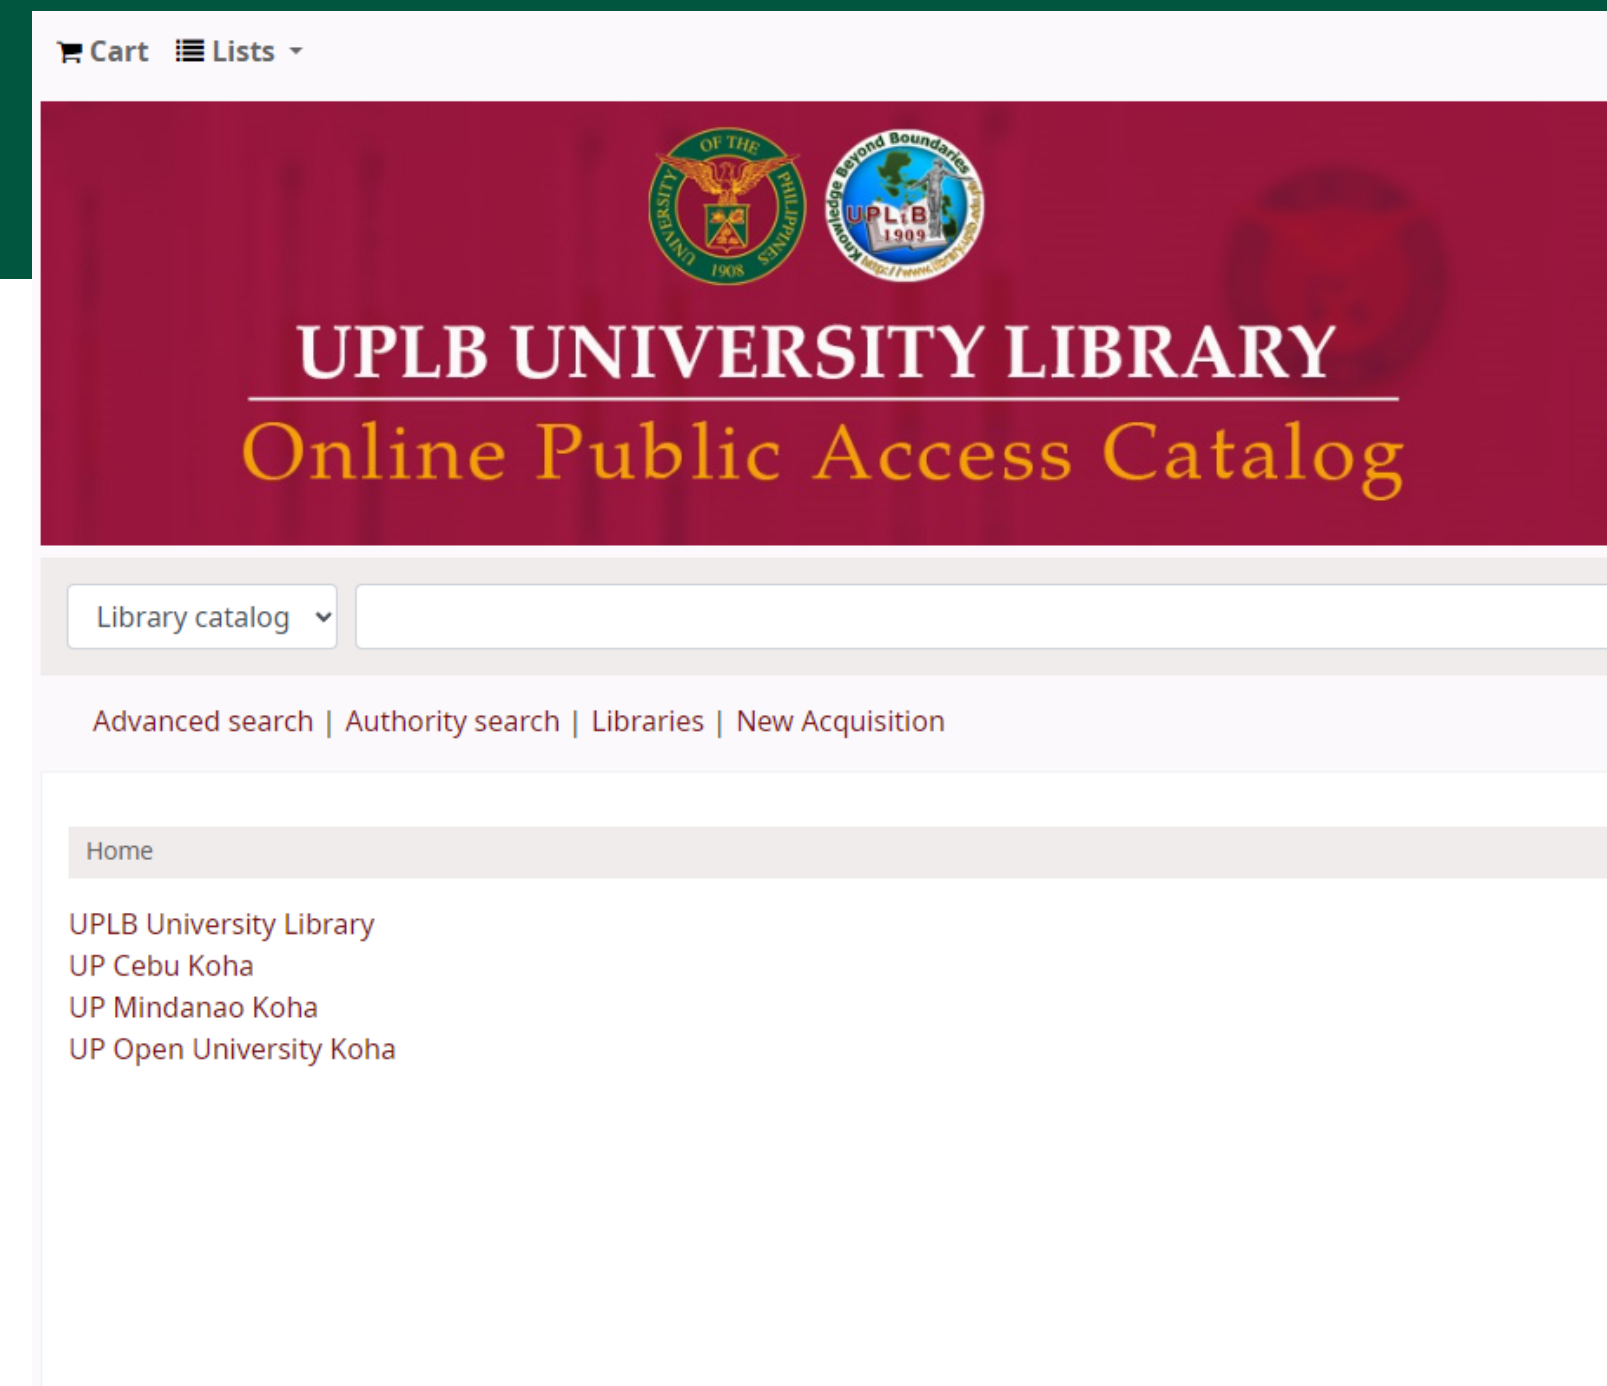 Cart Lists
UNIVERSITY OF THE PHILIPPINES
1908
Knowledge Beyond Boundaries
UPLiB
1909
UPLB UNIVERSITY LIBRARY
Online Public Access Catalog
Library catalog
Advanced search | Authority search | Libraries | New Acquisition
Home
UPLB University Library
UP Cebu Koha
UP Mindanao Koha
UP Open University Koha